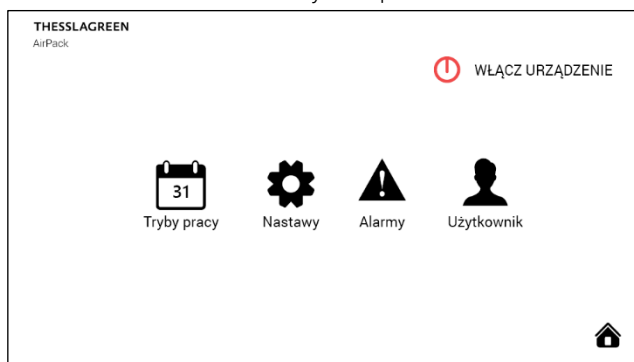 THESSLAGREEN
AirPack
WŁĄCZ URZĄDZENIE
31
Tryby pracy
Nastawy
Alarmy
Użytkownik